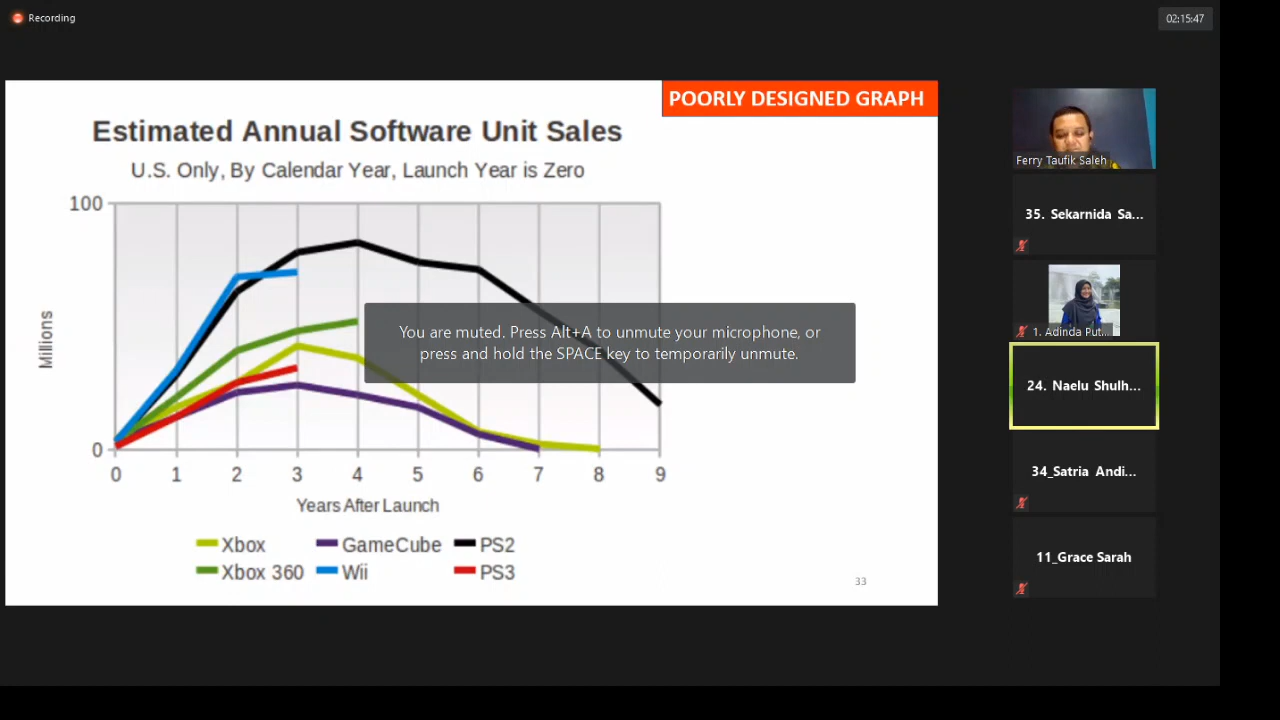 Recording
02:15:47
POORLY DESIGNED GRAPH
Estimated Annual Software Unit Sales
U.S. Only, By Calendar Year, Launch Year is Zero
100
Millions
0
0 1 2 3 4 5 6 7 8 9
Years After Launch
Xbox GameCube PS2
Xbox 360 Wii PS3
33
You are muted. Press Alt+A to unmute your microphone, or
press and hold the SPACE key to temporarily unmute.
Ferry Taufik Saleh
35. Sekarnida Sa...
1. Adinda Put...
24. Naelu Shulh...
34_Satria Andi...
11_Grace Sarah